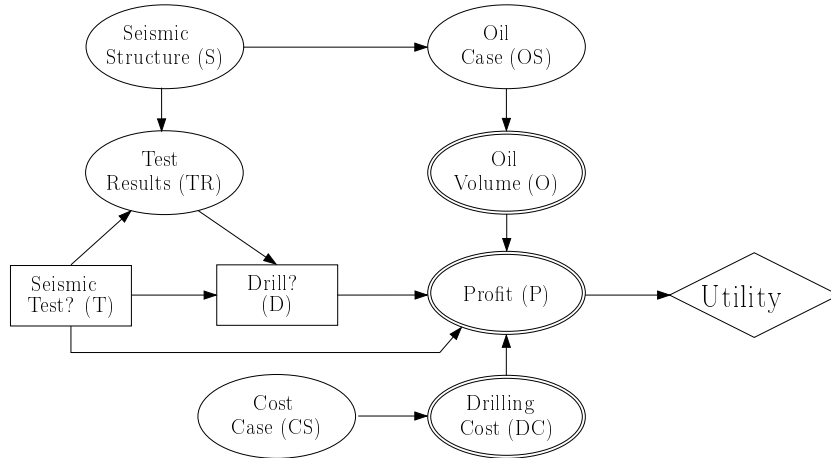 Seismic
Structure (S)
Oil
Case (OS)
Test
Results (TR)
Oil
Volume (O)
Seismic
Test? (T)
Drill?
(D)
Profit (P)
Utility
Cost
Case (CS)
Drilling
Cost (DC)